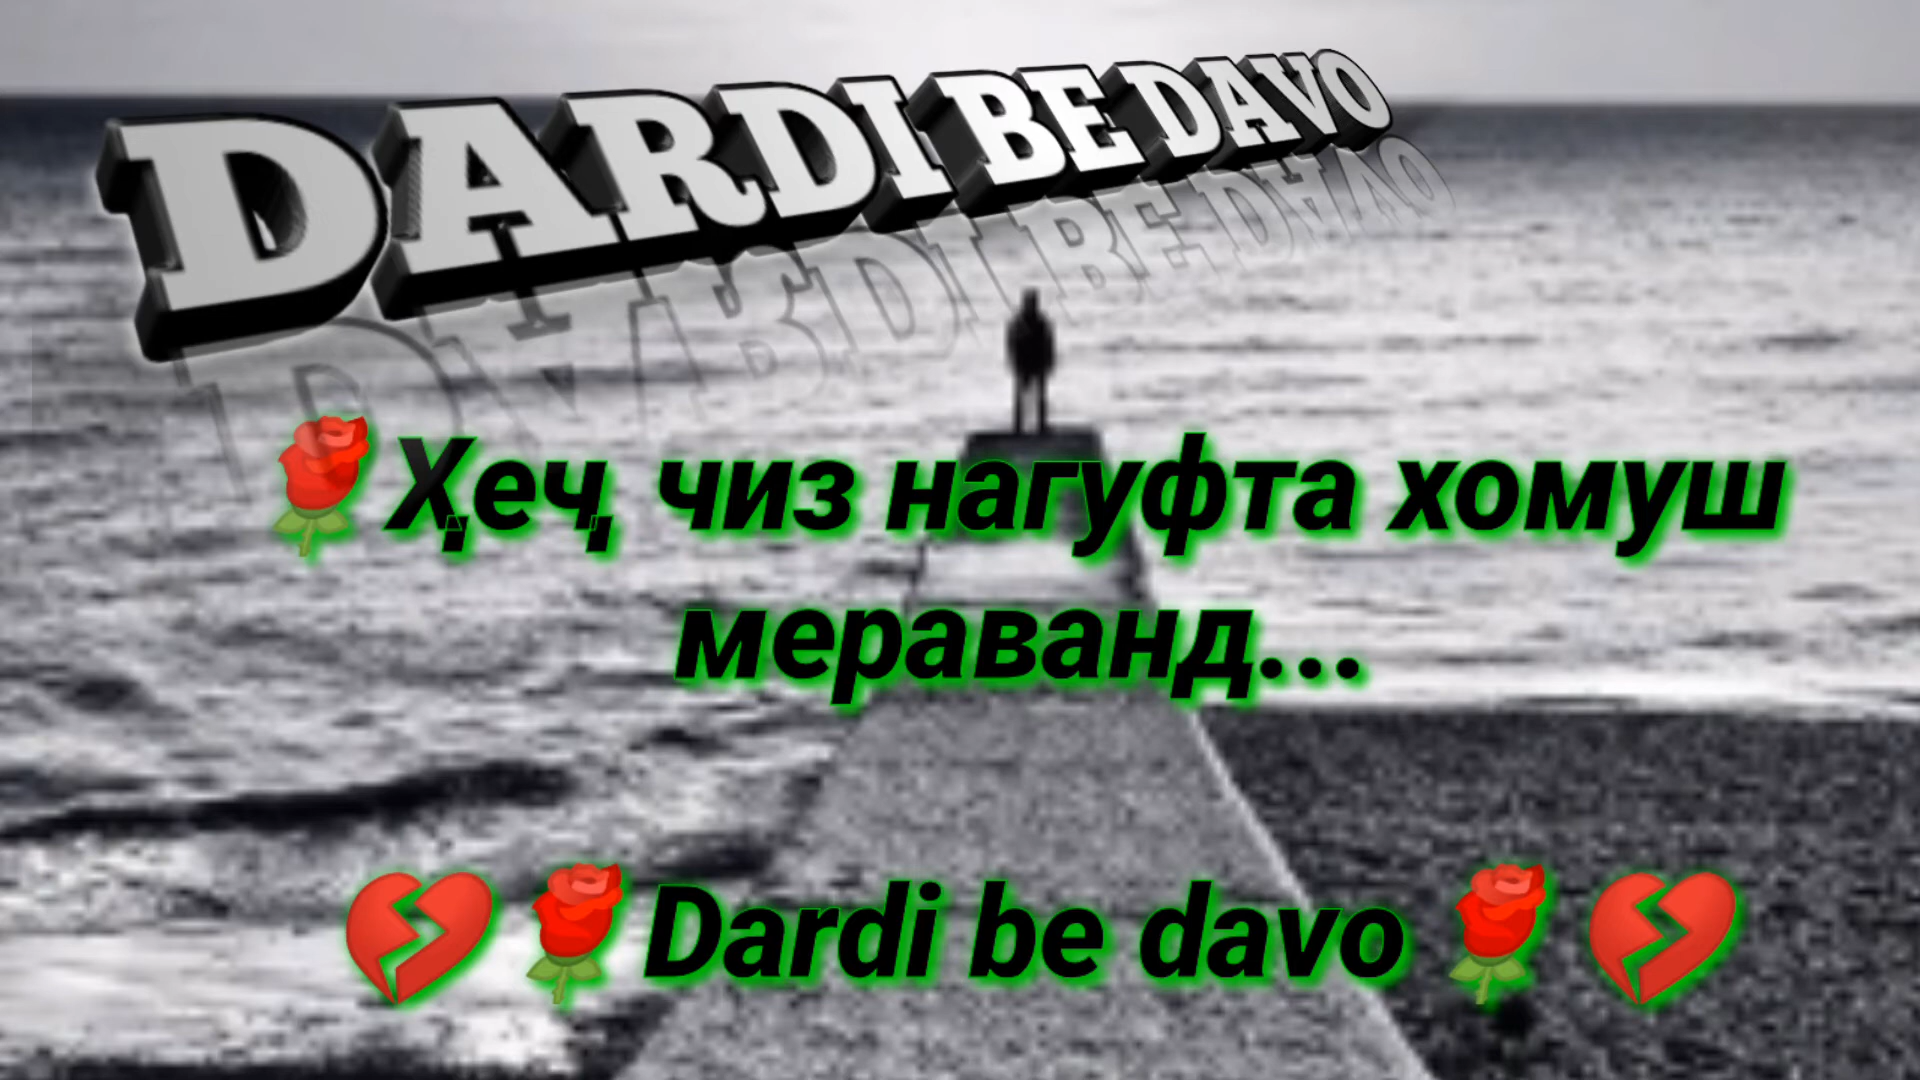 DARDI BE DAVO
🌹Ҳеҷ чиз нагуфта хомуш
мераванд...
💔🌹Dardi be davo🌹💔